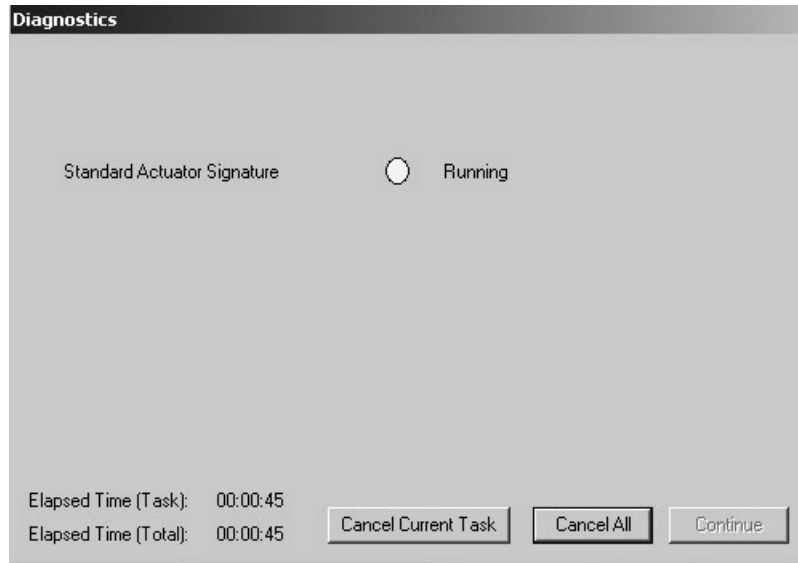 Diagnostics
Standard Actuator Signature Running
Elapsed Time (Task): 00:00:45
Elapsed Time (Total): 00:00:45
Cancel Current Task Cancel All Continue